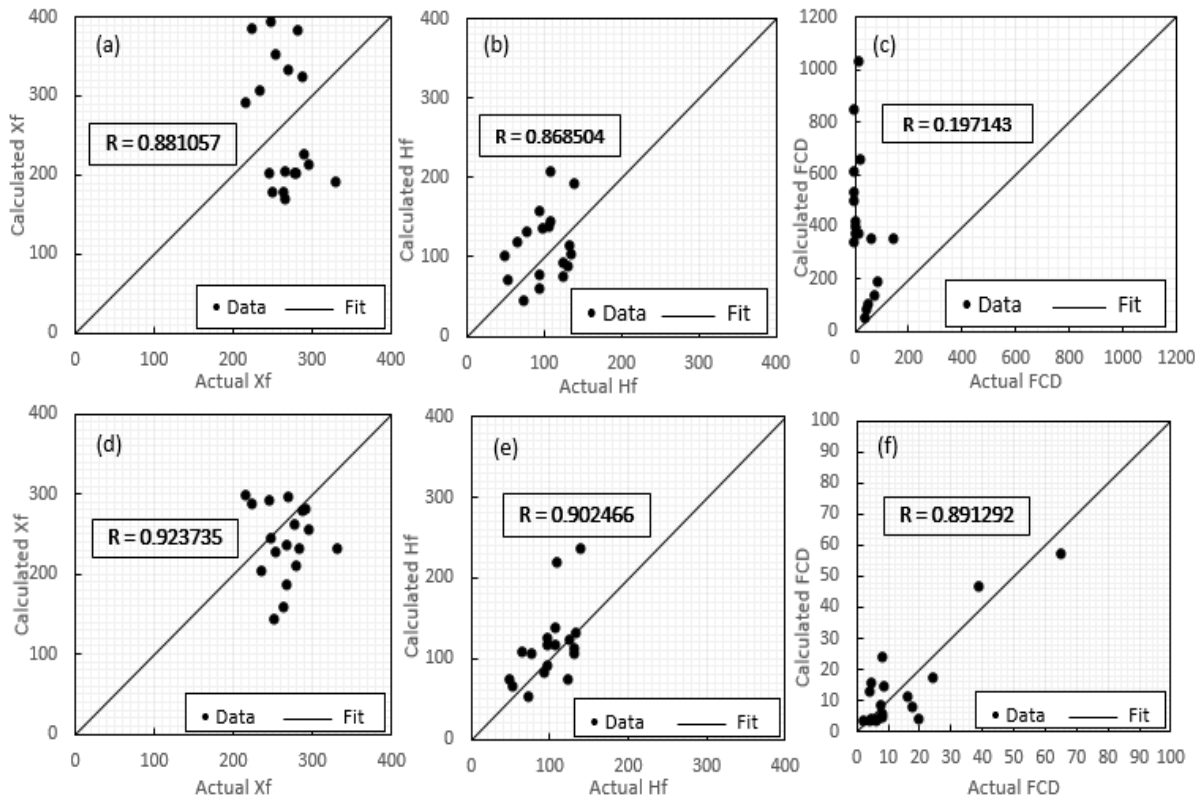 (a)
Calculated Xf
400
300
200
100
0
R = 0.881057
Data Fit
0 100 200 300 400
Actual Xf
(b)
Calculated Hf
400
300
200
100
0
R = 0.868504
Data Fit
0 100 200 300 400
Actual Hf
(c)
Calculated FCD
1200
1000
800
600
400
200
0
R = 0.197143
Data Fit
0 200 400 600 800 1000 1200
Actual FCD
(d)
Calculated Xf
400
300
200
100
0
R = 0.923735
Data Fit
0 100 200 300 400
Actual Xf
(e)
Calculated Hf
400
300
200
100
0
R = 0.902466
Data Fit
0 100 200 300 400
Actual Hf
(f)
Calculated FCD
100
90
80
70
60
50
40
30
20
10
0
R = 0.891292
Data Fit
0 10 20 30 40 50 60 70 80 90 100
Actual FCD